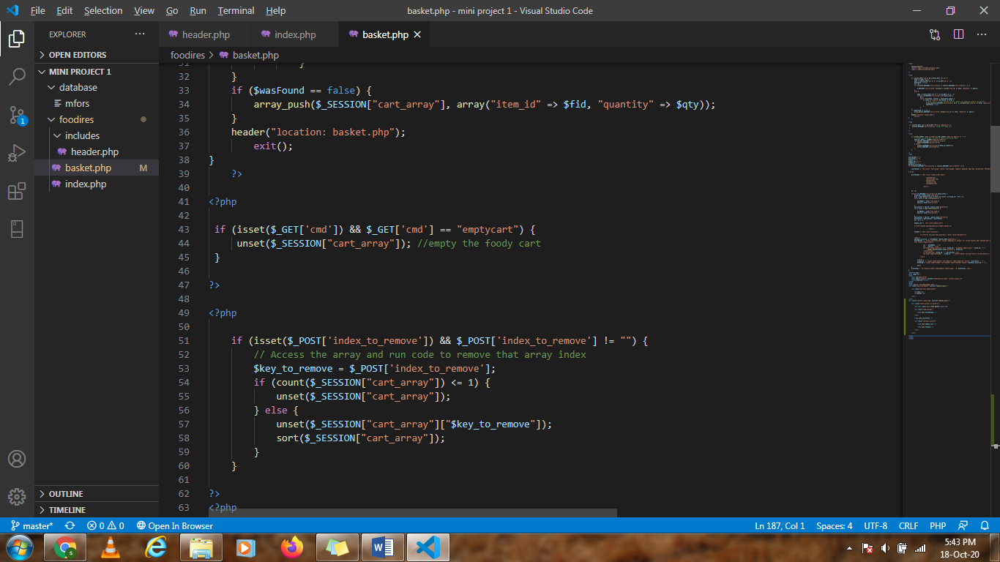 File Edit Selection View Go Run Terminal Help
basket.php - mini project 1 - Visual Studio Code
EXPLORER
OPEN EDITORS
MINI PROJECT 1
database
mfors
foodires
includes
header.php
basket.php M
index.php
OUTLINE
TIMELINE
1
header.php index.php basket.php
foodires > basket.php
31 }
32 }
33 if ($wasFound == false) {
34 array_push($_SESSION["cart_array"], array("item_id" => $fid, "quantity" => $qty));
35 }
36 header("location: basket.php");
37 exit();
38 }
39 ?>
40
41 <?php
42
43 if (isset($_GET['cmd']) && $_GET['cmd'] == "emptycart") {
44 unset($_SESSION["cart_array"]); //empty the foody cart
45 }
46
47 ?>
48
49 <?php
50
51 if (isset($_POST['index_to_remove']) && $_POST['index_to_remove'] != "") {
52 // Access the array and run code to remove that array index
53 $key_to_remove = $_POST['index_to_remove'];
54 if (count($_SESSION["cart_array"]) <= 1) {
55 unset($_SESSION["cart_array"]);
56 } else {
57 unset($_SESSION["cart_array"]["$key_to_remove"]);
58 sort($_SESSION["cart_array"]);
59 }
60 }
61
62 ?>
63 <?php
master* 0 0 Open In Browser
Ln 187, Col 1 Spaces: 4 UTF-8 CRLF PHP
5:43 PM
18-Oct-20